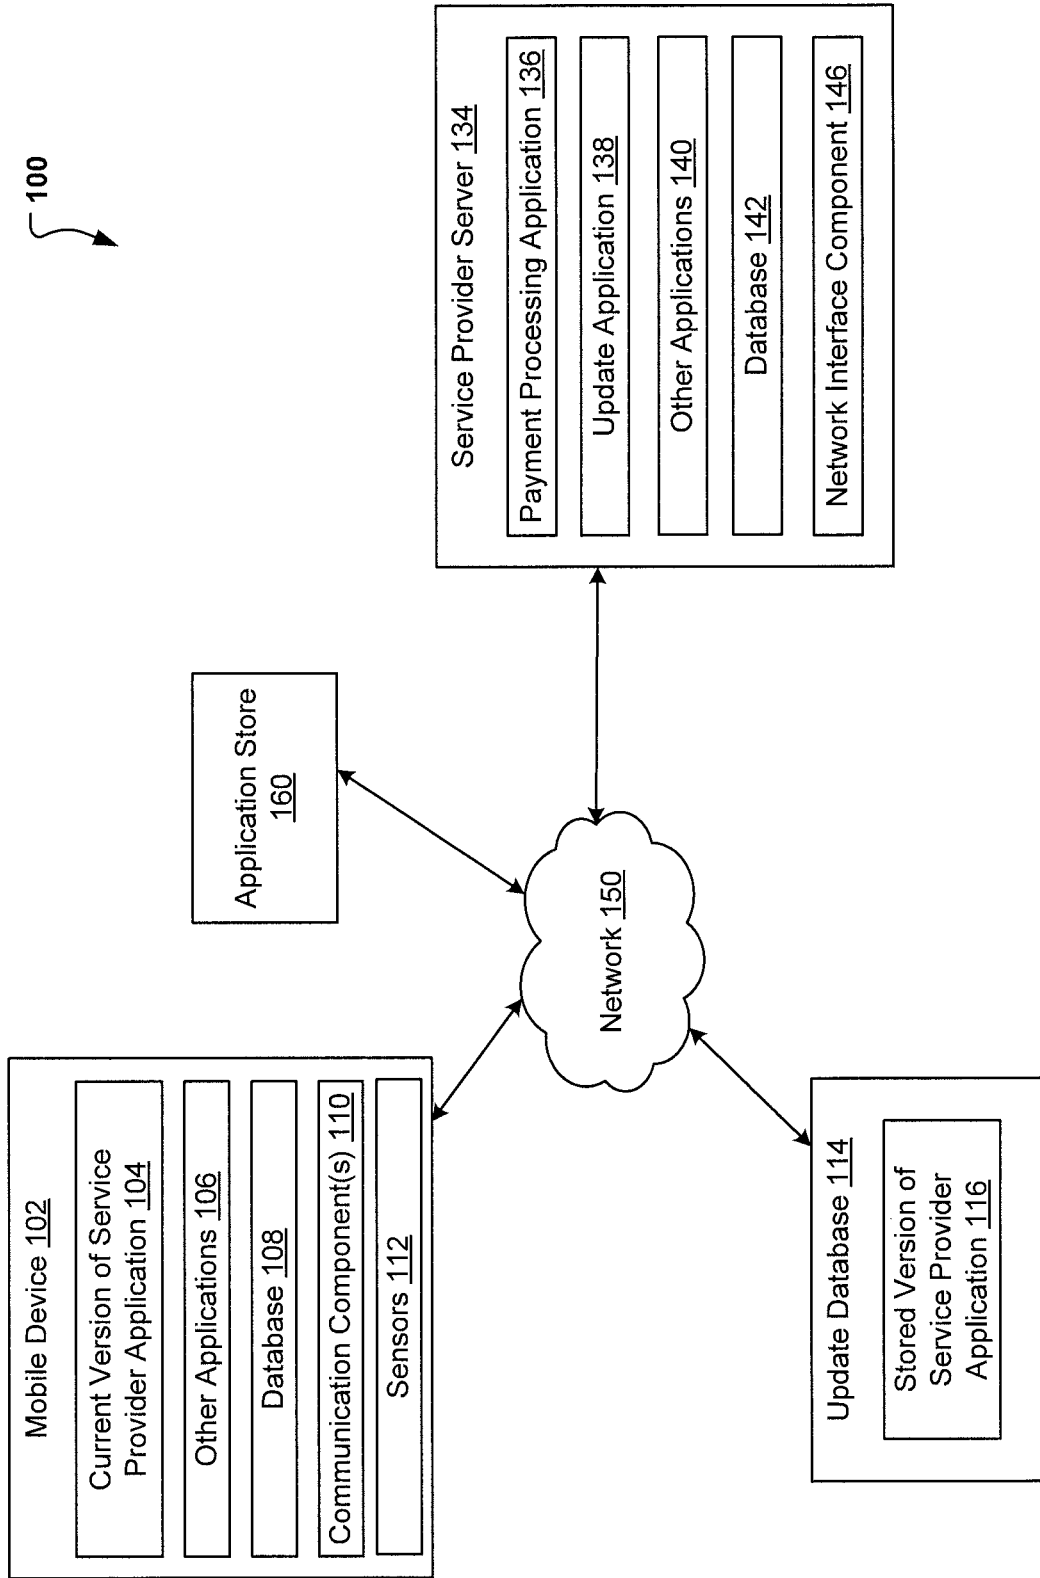 100
Mobile Device 102
Current Version of Service
Provider Application 104
Other Applications 106
Database 108
Communication Component(s) 110
Sensors 112
Application Store
160
Network 150
Update Database 114
Stored Version of
Service Provider
Application 116
Service Provider Server 134
Payment Processing Application 136
Update Application 138
Other Applications 140
Database 142
Network Interface Component 146